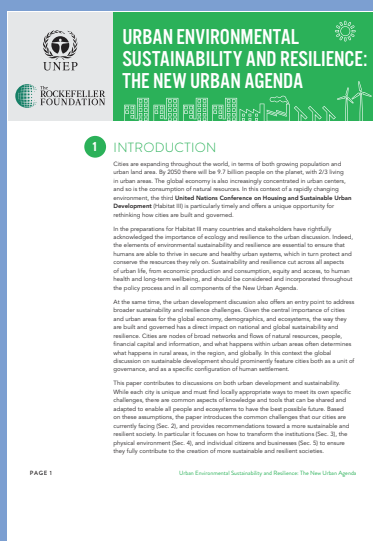 UNEP
The
ROCKEFELLER
FOUNDATION
URBAN ENVIRONMENTAL
SUSTAINABILITY AND RESILIENCE:
THE NEW URBAN AGENDA
1 INTRODUCTION
Cities are expanding throughout the world, in terms of both growing population and
urban land area. By 2050 there will be 9.7 billion people on the planet, with 2/3 living
in urban areas. The global economy is also increasingly concentrated in urban centers,
and so is the consumption of natural resources. In this context of a rapidly changing
environment, the third United Nations Conference on Housing and Sustainable Urban
Development (Habitat III) is particularly timely and offers a unique opportunity for
rethinking how cities are built and governed.
In the preparations for Habitat III many countries and stakeholders have rightfully
acknowledged the importance of ecology and resilience to the urban discussion. Indeed,
the elements of environmental sustainability and resilience are essential to ensure that
humans are able to thrive in secure and healthy urban systems, which in turn protect and
conserve the resources they rely on. Sustainability and resilience cut across all aspects
of urban life, from economic production and consumption, equity and access, to human
health and long-term wellbeing, and should be considered and incorporated throughout
the policy process and in all components of the New Urban Agenda.
At the same time, the urban development discussion also offers an entry point to address
broader sustainability and resilience challenges. Given the central importance of cities
and urban areas for the global economy, demographics, and ecosystems, the way they
are built and governed has a direct impact on national and global sustainability and
resilience. Cities are nodes of broad networks and flows of natural resources, people,
financial capital and information, and what happens within urban areas often determines
what happens in rural areas, in the region, and globally. In this context the global
discussion on sustainable development should prominently feature cities both as a unit of
governance, and as a specific configuration of human settlement.
This paper contributes to discussions on both urban development and sustainability.
While each city is unique and must find locally appropriate ways to meet its own specific
challenges, there are common aspects of knowledge and tools that can be shared and
adapted to enable all people and ecosystems to have the best possible future. Based
on these assumptions, the paper introduces the common challenges that our cities are
currently facing (Sec. 2), and provides recommendations toward a more sustainable and
resilient society. In particular it focuses on how to transform the institutions (Sec. 3), the
physical environment (Sec. 4), and individual citizens and businesses (Sec. 5) to ensure
they fully contribute to the creation of more sustainable and resilient societies.
PAGE 1
Urban Environmental Sustainability and Resilience: The New Urban Agenda